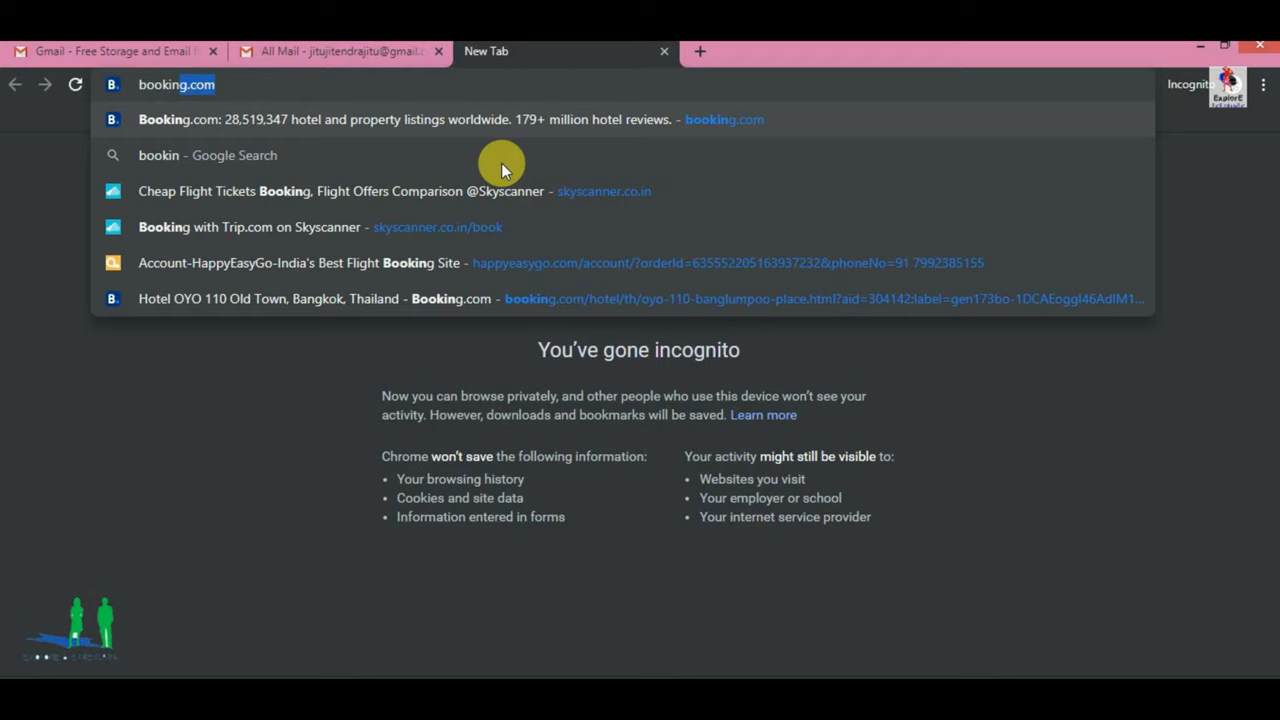 Gmail - Free Storage and Email f
All Mail - jitujitendrajitu@gmail.
New Tab
booking.com
Incognito
ExplorE
Booking.com: 28,519,347 hotel and property listings worldwide. 179+ million hotel reviews. - booking.com
bookin - Google Search
Cheap Flight Tickets Booking, Flight Offers Comparison @Skyscanner - skyscanner.co.in
Booking with Trip.com on Skyscanner - skyscanner.co.in/book
Account-HappyEasyGo-India's Best Flight Booking Site - happyeasygo.com/account/?orderId=635552205163937232&phoneNo=91 7992385155
Hotel OYO 110 Old Town, Bangkok, Thailand - Booking.com - booking.com/hotel/th/oyo-110-banglumpoo-place.html?aid=304142;label=gen173bo-1DCAEoggI46AdIM1...
You've gone incognito
Now you can browse privately, and other people who use this device won't see your
activity. However, downloads and bookmarks will be saved. Learn more
Chrome won't save the following information:
Your browsing history
Cookies and site data
Information entered in forms
Your activity might still be visible to:
Websites you visit
Your employer or school
Your internet service provider